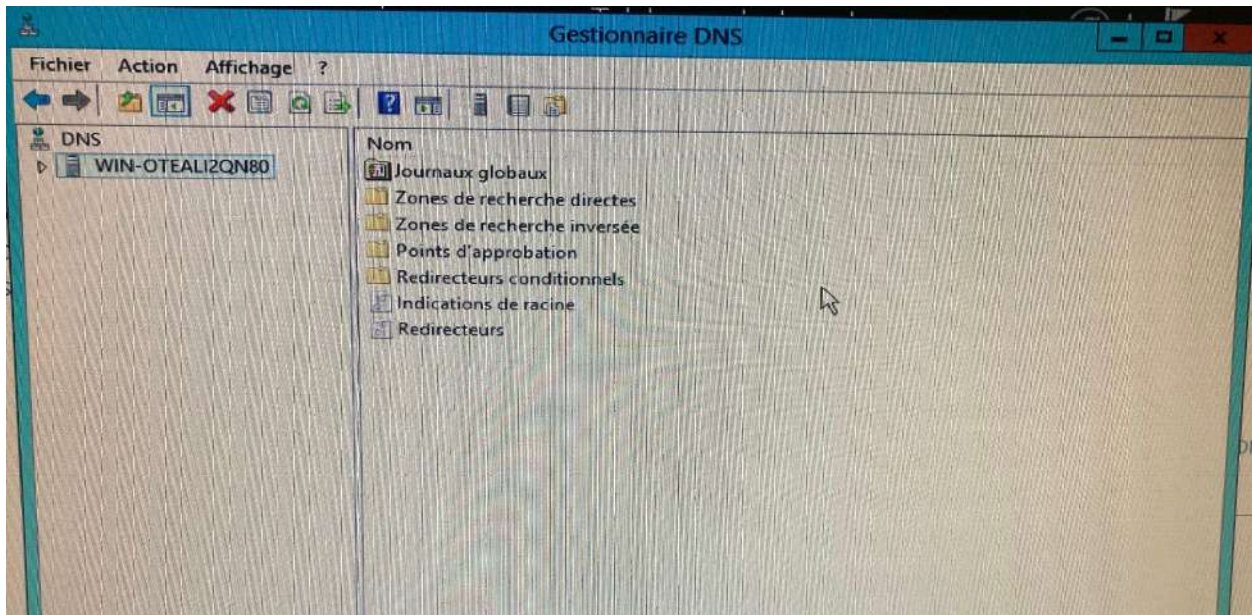 Gestionnaire DNS
Fichier Action Affichage ?
DNS
WIN-OTEALI2QN80
Nom
Journaux globaux
Zones de recherche directes
Zones de recherche inversée
Points d'approbation
Redirecteurs conditionnels
Indications de racine
Redirecteurs